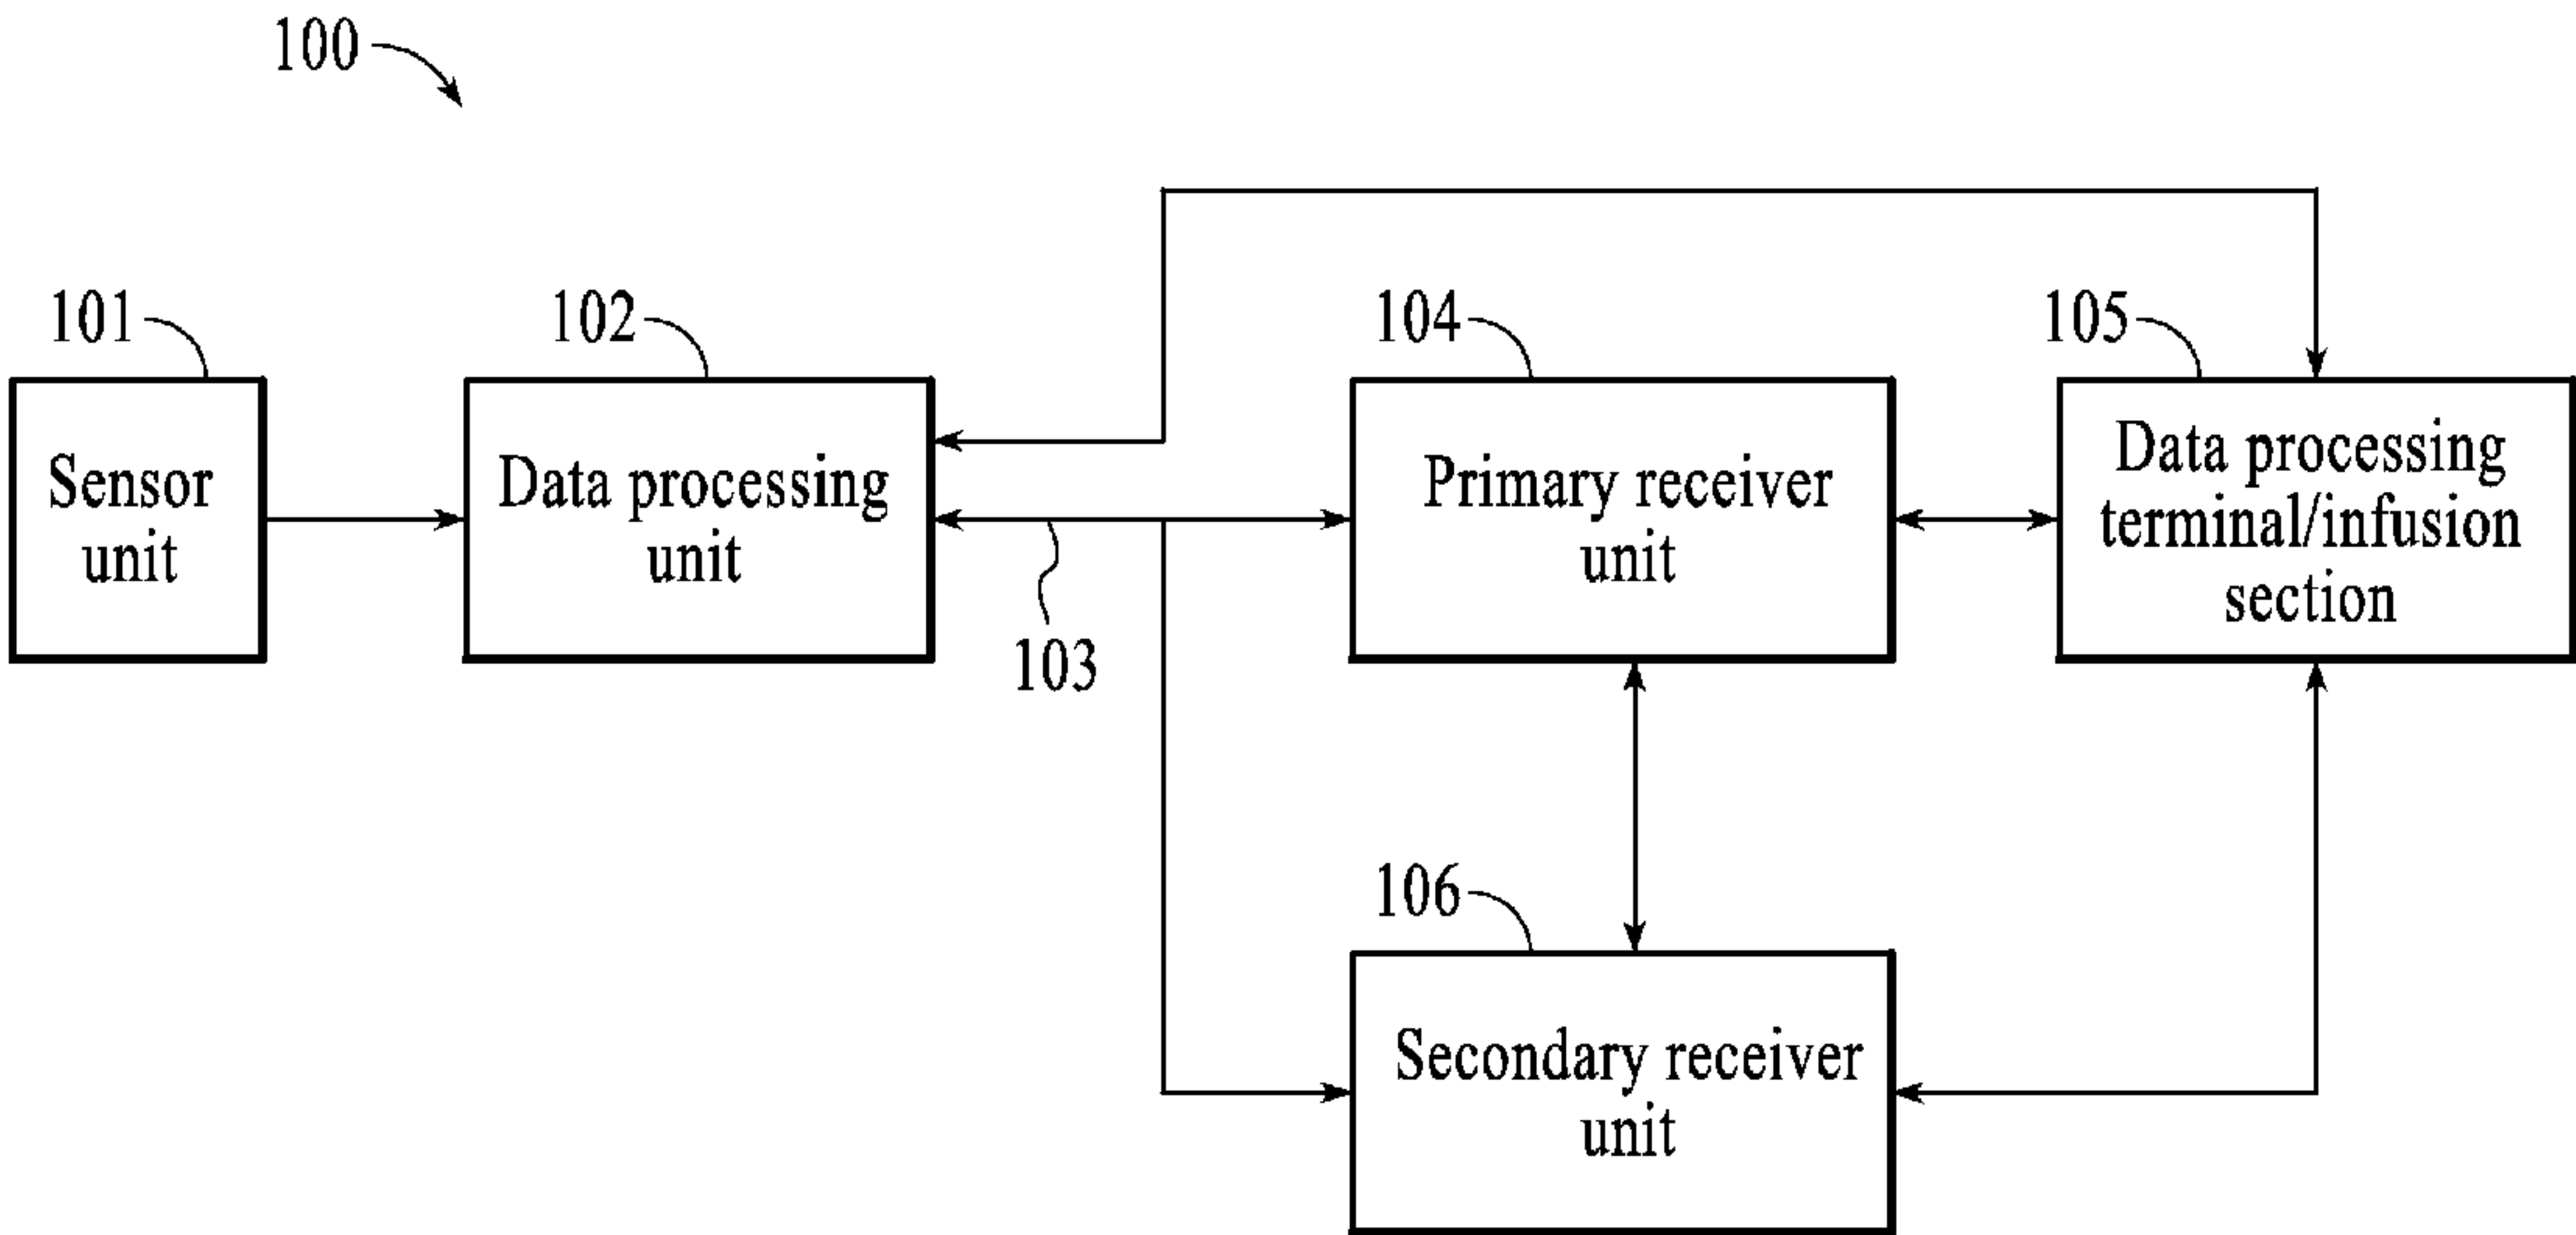 100
101
102
104
105
Sensor
unit
Data processing
unit
Primary receiver
unit
Data processing
terminal/infusion
section
103
106
Secondary receiver
unit